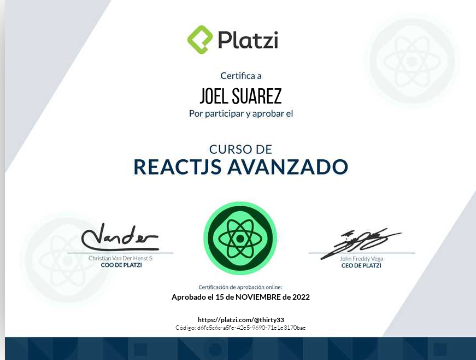 Platzi
Certifica a
JOEL SUAREZ
Por participar y aprobar el
CURSO DE
REACTJS AVANZADO
Christian Van Der Henst S
COO DE PLATZI
John Freddy Vega
CEO DE PLATZI
Certificación de aprobación online:
Aprobado el 15 de NOVIEMBRE de 2022
https://platzi.com/@thirty33
Código: